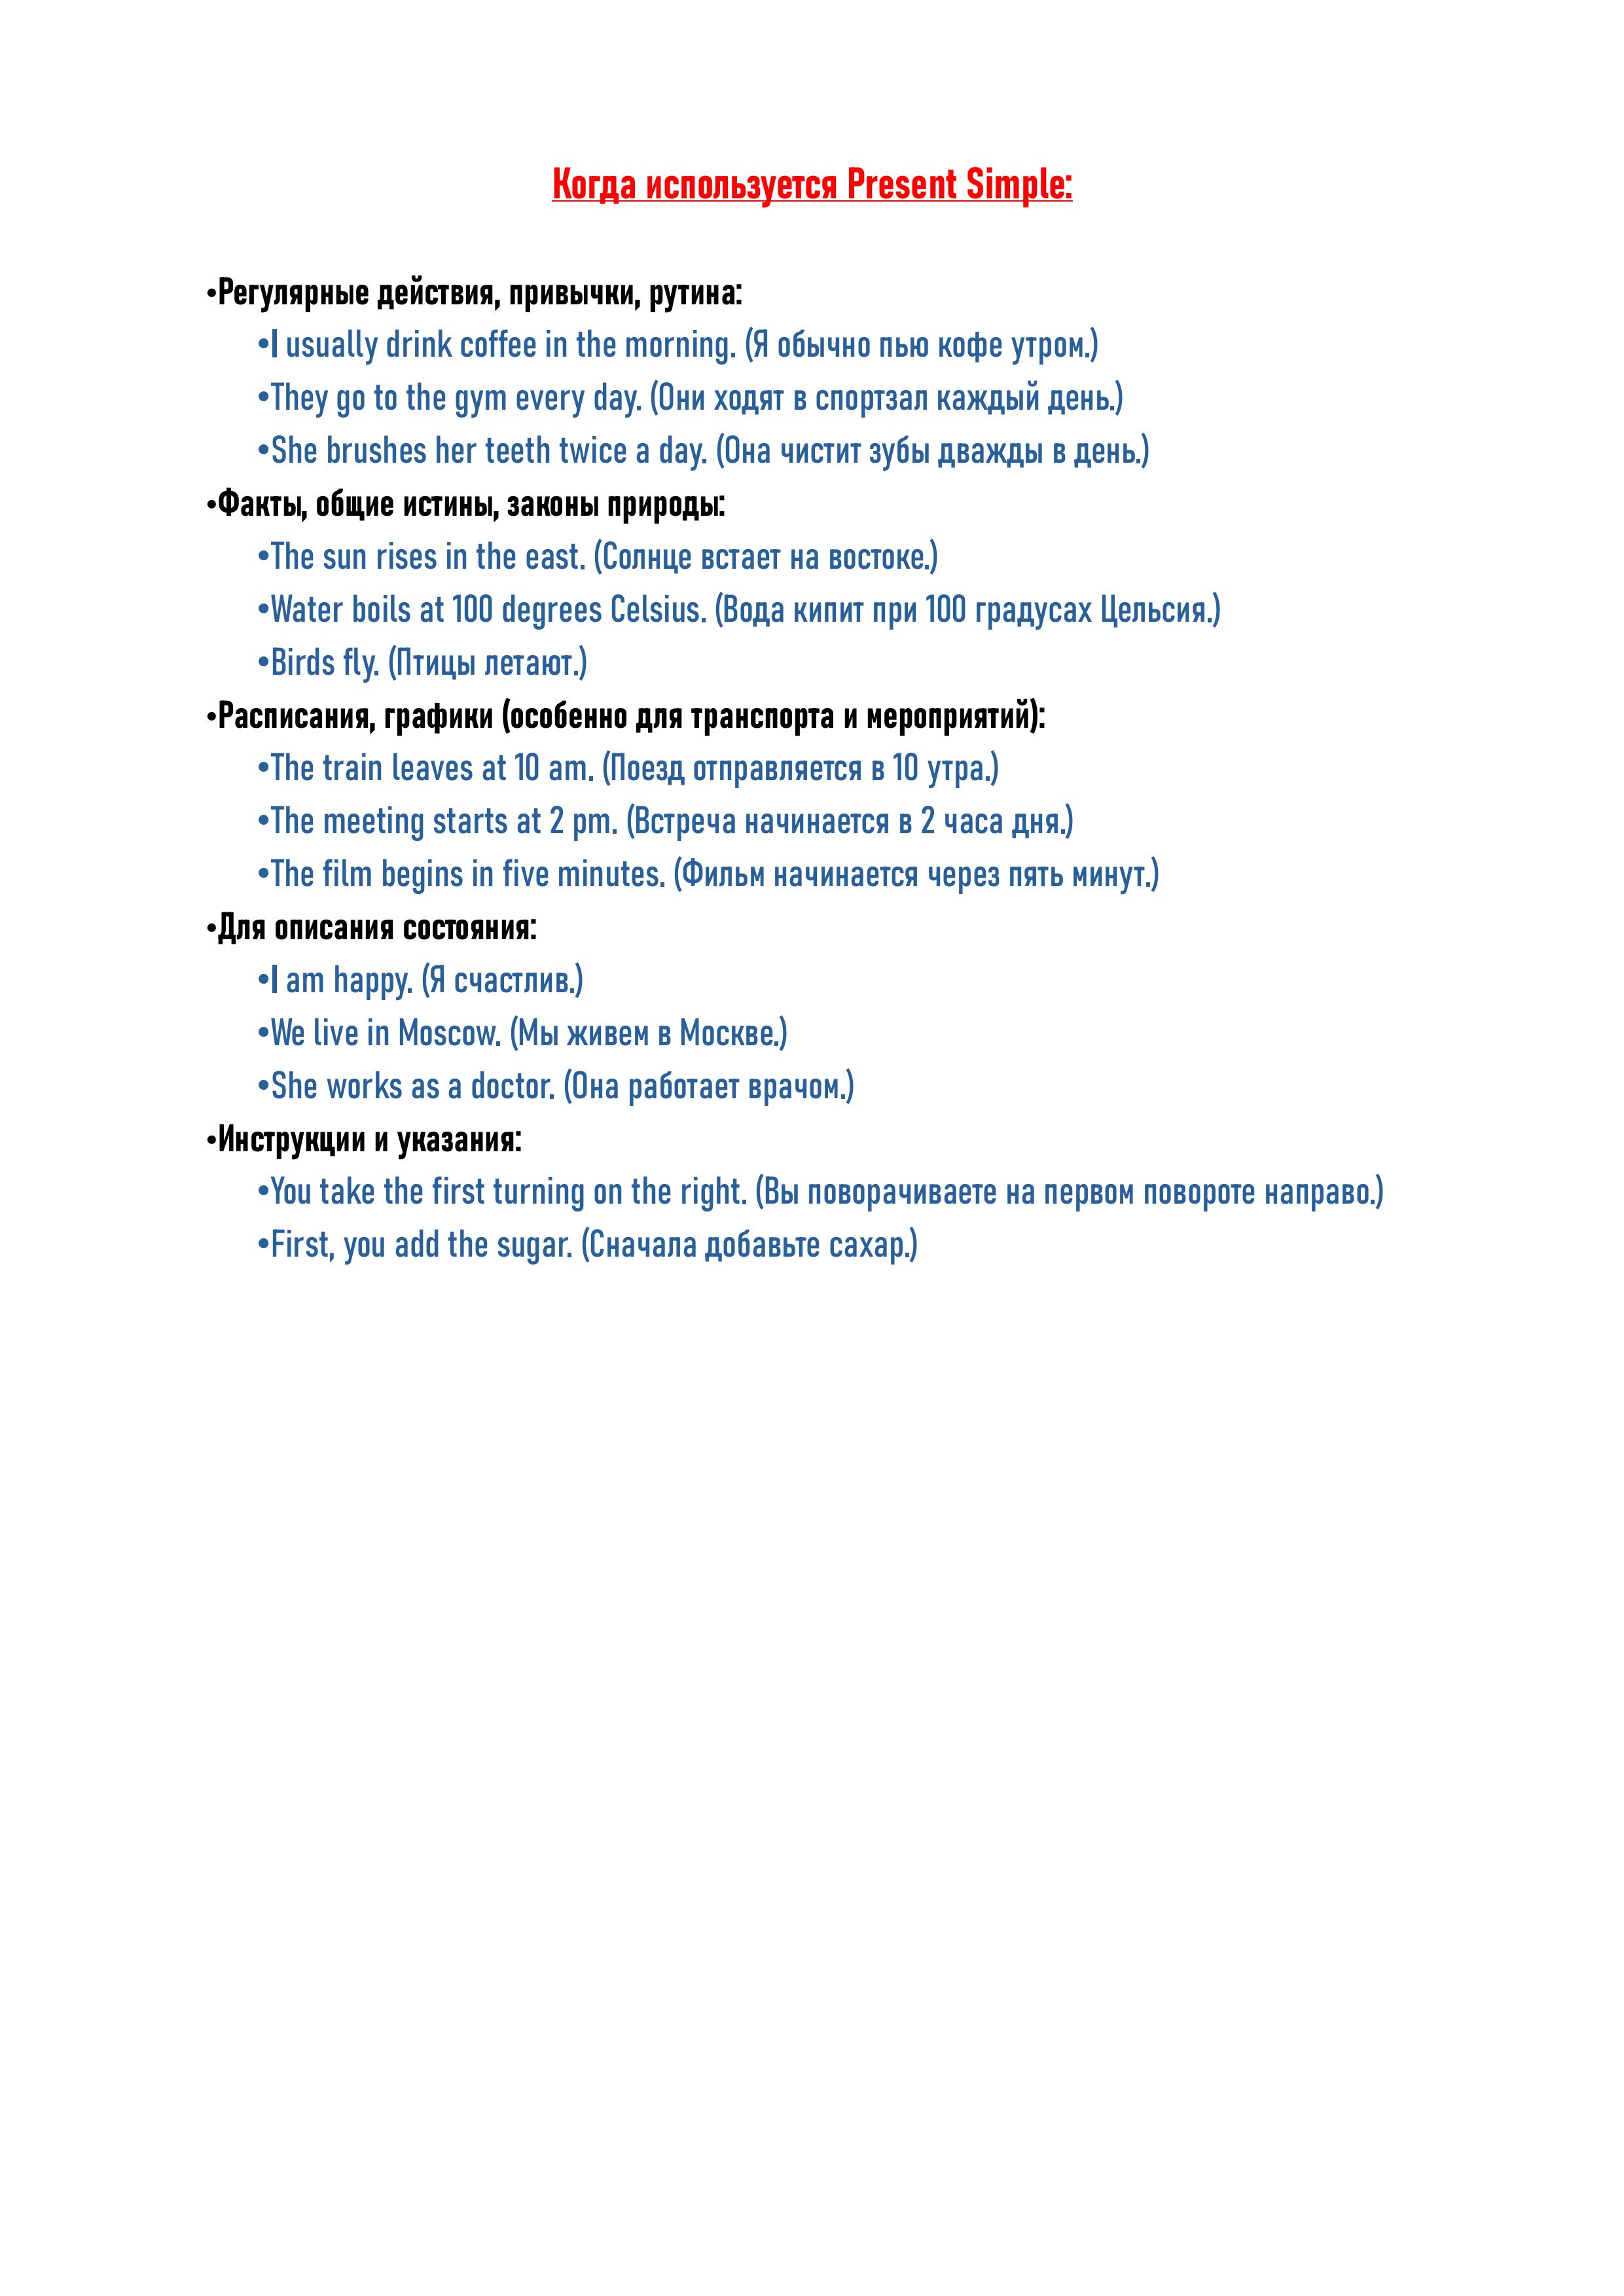 Когда используется Present Simple:
•Регулярные действия, привычки, рутина:
•I usually drink coffee in the morning. (Я обычно пью кофе утром.)
•They go to the gym every day. (Они ходят в спортзал каждый день.)
•She brushes her teeth twice a day. (Она чистит зубы дважды в день.)
•Факты, общие истины, законы природы:
•The sun rises in the east. (Солнце встает на востоке.)
•Water boils at 100 degrees Celsius. (Вода кипит при 100 градусах Цельсия.)
•Birds fly. (Птицы летают.)
•Расписания, графики (особенно для транспорта и мероприятий):
•The train leaves at 10 am. (Поезд отправляется в 10 утра.)
•The meeting starts at 2 pm. (Встреча начинается в 2 часа дня.)
•The film begins in five minutes. (Фильм начинается через пять минут.)
•Для описания состояния:
•I am happy. (Я счастлив.)
•We live in Moscow. (Мы живем в Москве.)
•She works as a doctor. (Она работает врачом.)
•Инструкции и указания:
•You take the first turning on the right. (Вы поворачиваете на первом повороте направо.)
•First, you add the sugar. (Сначала добавьте сахар.)